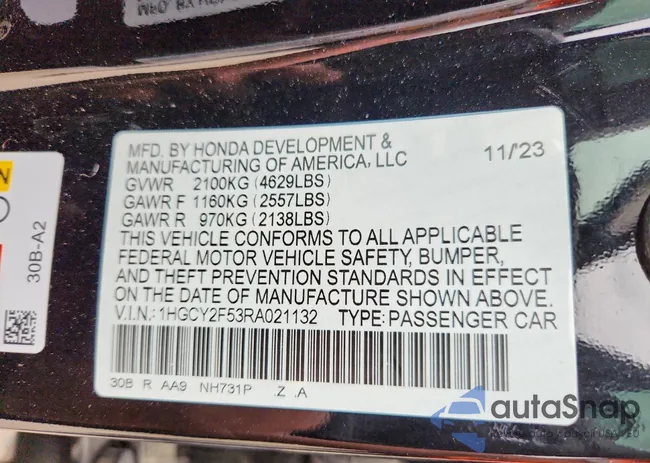 MFD. BY HONDA DEVELOPMENT &
MANUFACTURING OF AMERICA, LLC 11/'23
GVWR 2100KG (4629LBS)
GAWR F 1160KG (2557LBS)
GAWR R 970KG (2138LBS)
THIS VEHICLE CONFORMS TO ALL APPLICABLE
FEDERAL MOTOR VEHICLE SAFETY, BUMPER,
AND THEFT PREVENTION STANDARDS IN EFFECT
ON THE DATE OF MANUFACTURE SHOWN ABOVE.
V.I.N.: 1HGCY2F53RA021132 TYPE: PASSENGER CAR
30B R AA9 NH731P .Z .A
30B-A2
autoSnap